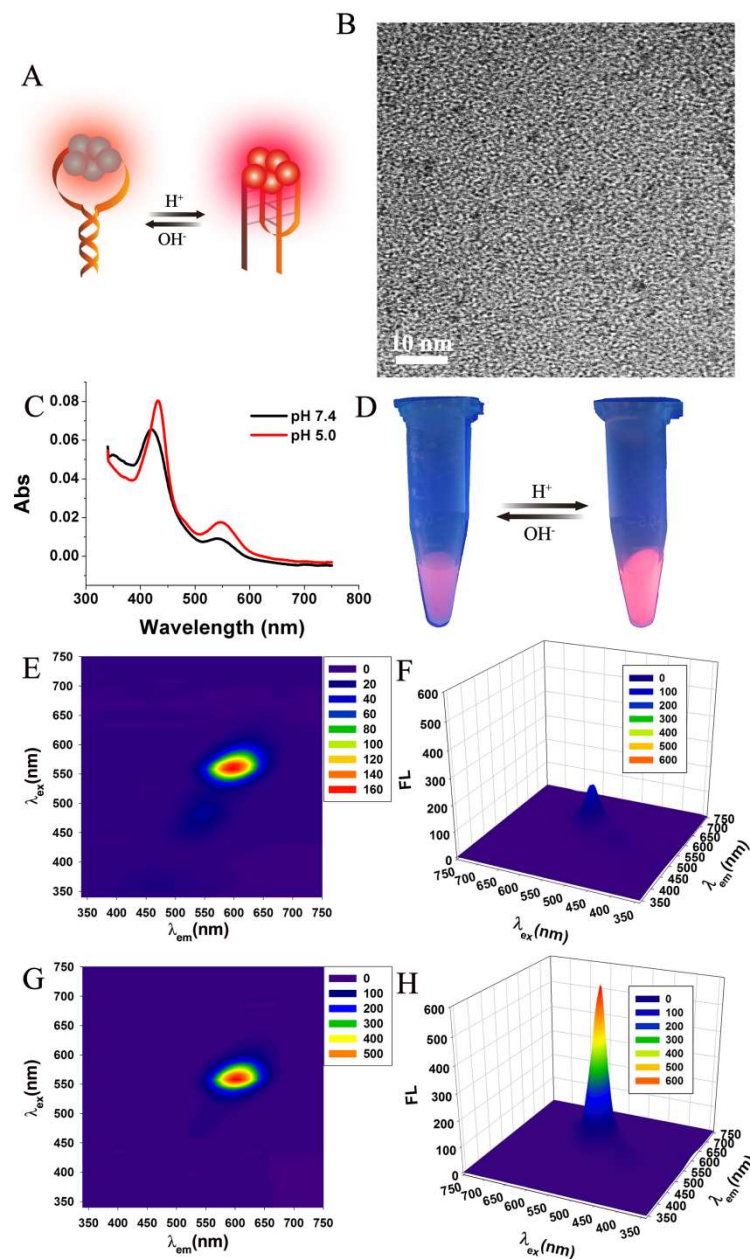 A
H⁺
OH⁻
B
10 nm
C
Abs
0.08
0.06
0.04
0.02
0.00
pH 7.4
pH 5.0
300 400 500 600 700 800
Wavelength (nm)
D
H⁺
OH⁻
E
λex(nm)
750
700
650
600
550
500
450
400
350
350 400 450 500 550 600 650 700 750
λem(nm)
0
20
40
60
80
100
120
140
160
F
FL
600
500
400
300
200
100
0
0
100
200
300
400
500
600
750 700 650 600 550 500 450 400 350
λex(nm)
750
700
650
600
550
500
450
400
350
λem(nm)
G
λex(nm)
750
700
650
600
550
500
450
400
350
350 400 450 500 550 600 650 700 750
λem(nm)
0
100
200
300
400
500
H
FL
600
500
400
300
200
100
0
0
100
200
300
400
500
600
750 700 650 600 550 500 450 400 350
λex(nm)
750
700
650
600
550
500
450
400
350
λem(nm)